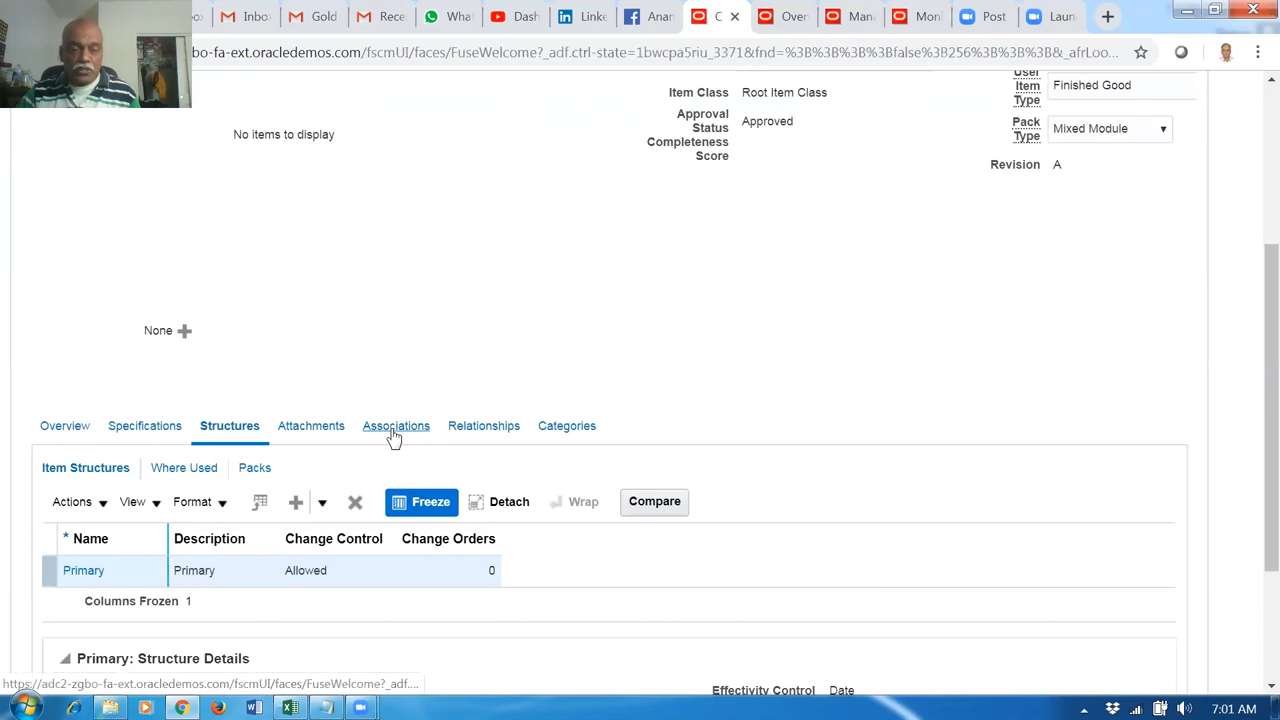 Inbo
Gold
Rece
Wha
Das
Linke
Anar
C
Over
Man
Mor
Post
Laun
bo-fa-ext.oracledemos.com/fscmUI/faces/FuseWelcome?_adf.ctrl-state=1bwcpa5riu_3371&fnd=%3B%3B%3B%3Bfalse%3B256%3B%3B%3B&_afrLoo...
User Item Type
Finished Good
Item Class
Root Item Class
Approval Status
Approved
Pack Type
Mixed Module
No items to display
Completeness Score
Revision
A
None
Overview Specifications Structures Attachments Associations Relationships Categories
Item Structures Where Used Packs
Actions View Format Freeze Detach Wrap Compare
* Name Description Change Control Change Orders
Primary Primary Allowed 0
Columns Frozen 1
Primary: Structure Details
Effectivity Control Date
https://adc2-zgbo-fa-ext.oracledemos.com/fscmUI/faces/FuseWelcome?_adf....
7:01 AM